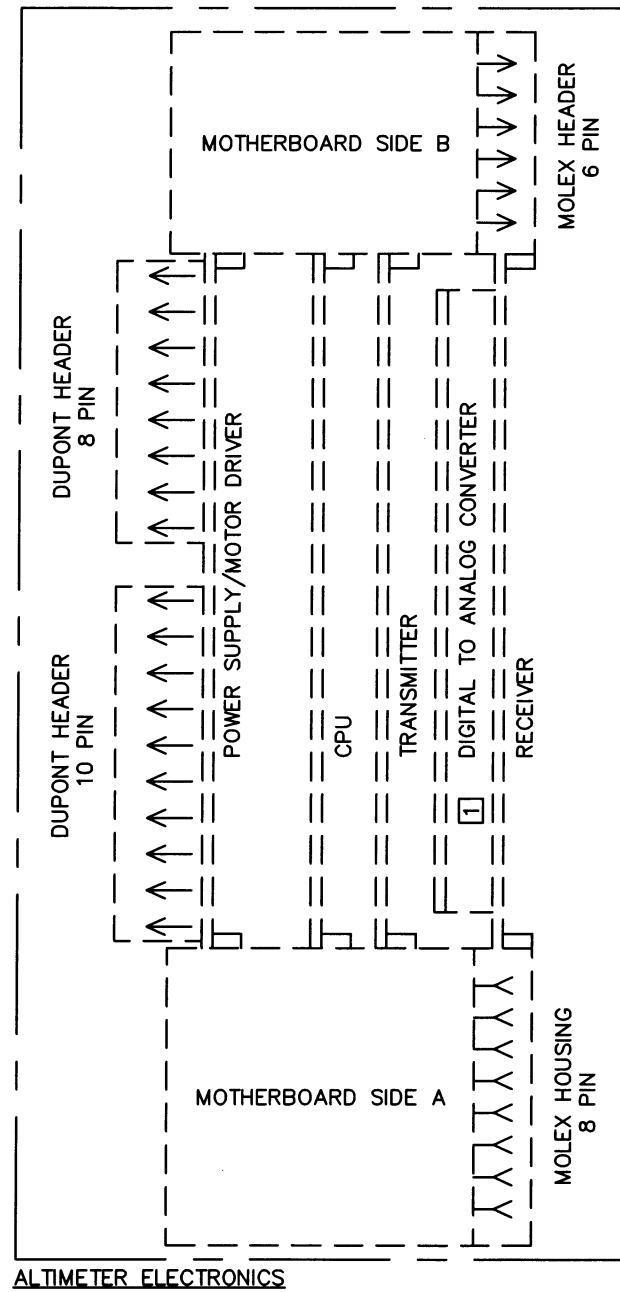 MOTHERBOARD SIDE B
MOLEX HEADER
6 PIN
DUPONT HEADER
8 PIN
DUPONT HEADER
10 PIN
POWER SUPPLY/MOTOR DRIVER
CPU
TRANSMITTER
DIGITAL TO ANALOG CONVERTER
1
RECEIVER
MOTHERBOARD SIDE A
MOLEX HOUSING
8 PIN
ALTIMETER ELECTRONICS